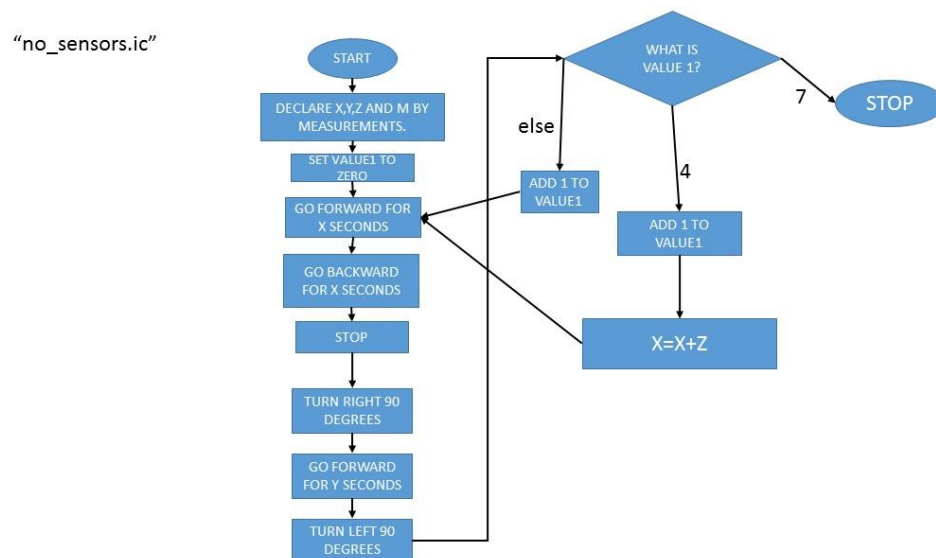 “no_sensors.ic”
START
DECLARE X,Y,Z AND M BY
MEASUREMENTS.
SET VALUE1 TO
ZERO
GO FORWARD FOR
X SECONDS
GO BACKWARD
FOR X SECONDS
STOP
TURN RIGHT 90
DEGREES
GO FORWARD
FOR Y SECONDS
TURN LEFT 90
DEGREES
WHAT IS
VALUE 1?
else
ADD 1 TO
VALUE1
4
ADD 1 TO
VALUE1
X=X+Z
7
STOP